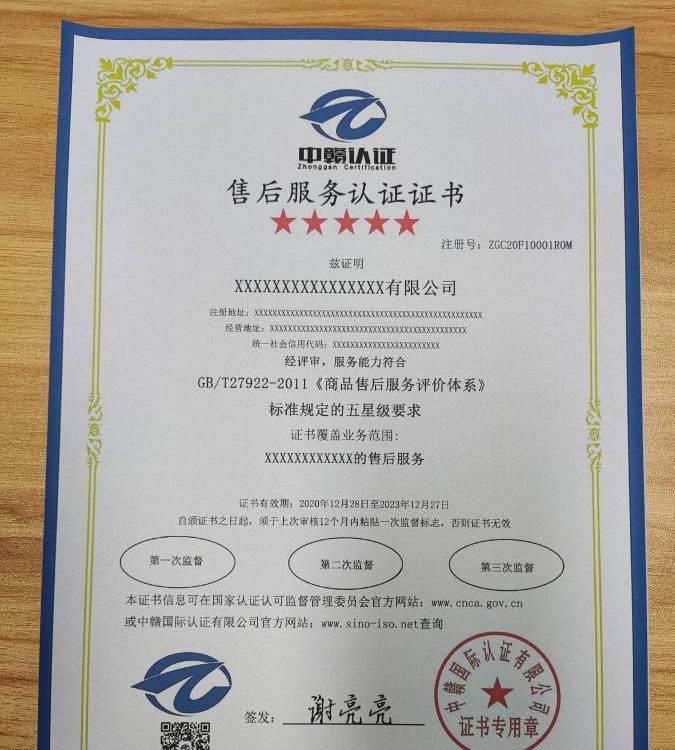 中赣认证
Zhonggan Certification
售后服务认证证书
注册号：ZGC20F10001R0M
兹证明
XXXXXXXXXXXXXXXX有限公司
注册地址：XXXXXXXXXXXXXXXXXXXXXXXXXXXXXXXXXXXXXXXXXXXXXXXXXXX
经营地址：XXXXXXXXXXXXXXXXXXXXXXXXXXXXXXXXXXXXXXXXXXXX
统一社会信用代码：XXXXXXXXXXXXXXXXXXXXXXXX
经评审，服务能力符合
GB/T27922-2011《商品售后服务评价体系》
标准规定的五星级要求
证书覆盖业务范围：
XXXXXXXXXXXX的售后服务
证书有效期：2020年12月28日至2023年12月27日
自颁证书之日起，须于上次审核12个月内粘贴一次监督标志，否则证书无效
第一次监督
第二次监督
第三次监督
本证书信息可在国家认证认可监督管理委员会官方网站：www.cnca.gov.cn
或中赣国际认证有限公司官方网站：www.sino-iso.net查询
签发：谢亮亮
中赣国际认证有限公司
证书专用章